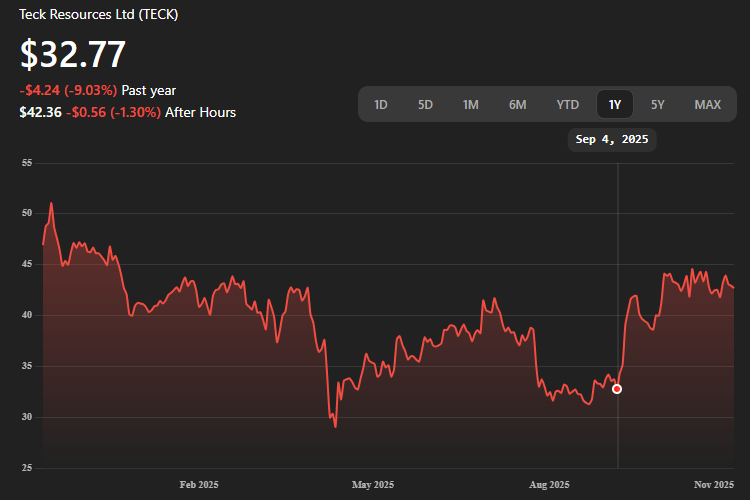 Teck Resources Ltd (TECK)
$32.77
-$4.24 (-9.03%) Past year
$42.36 -$0.56 (-1.30%) After Hours
1D 5D 1M 6M YTD 1Y 5Y MAX
Sep 4, 2025
55
50
45
40
35
30
25
Feb 2025 May 2025 Aug 2025 Nov 2025